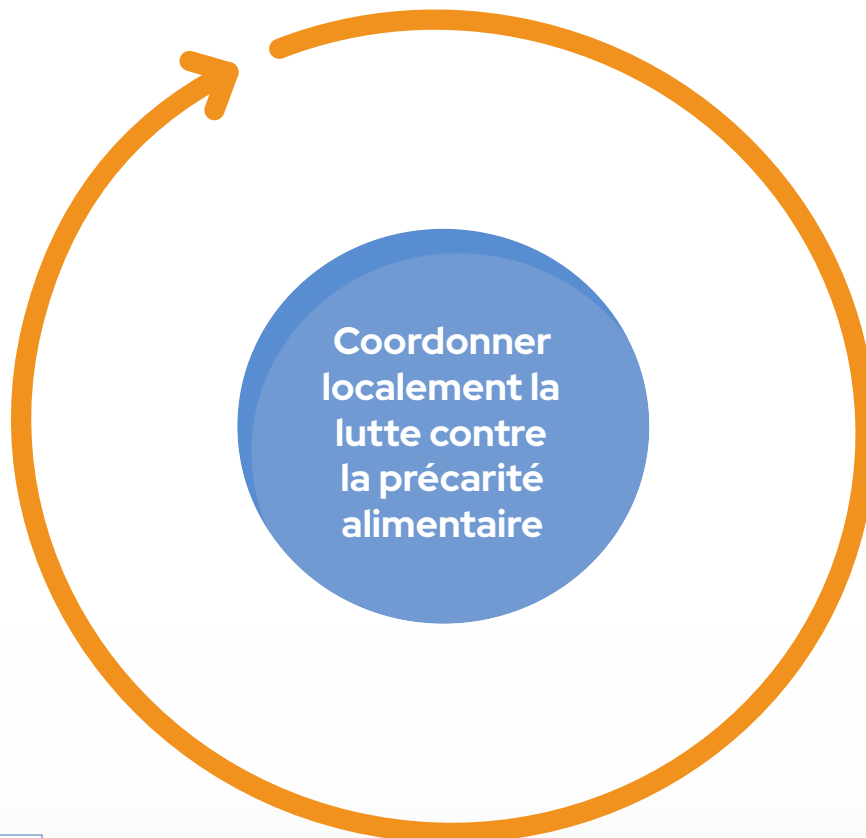 Coordonner
localement la
lutte contre
la précarité
alimentaire